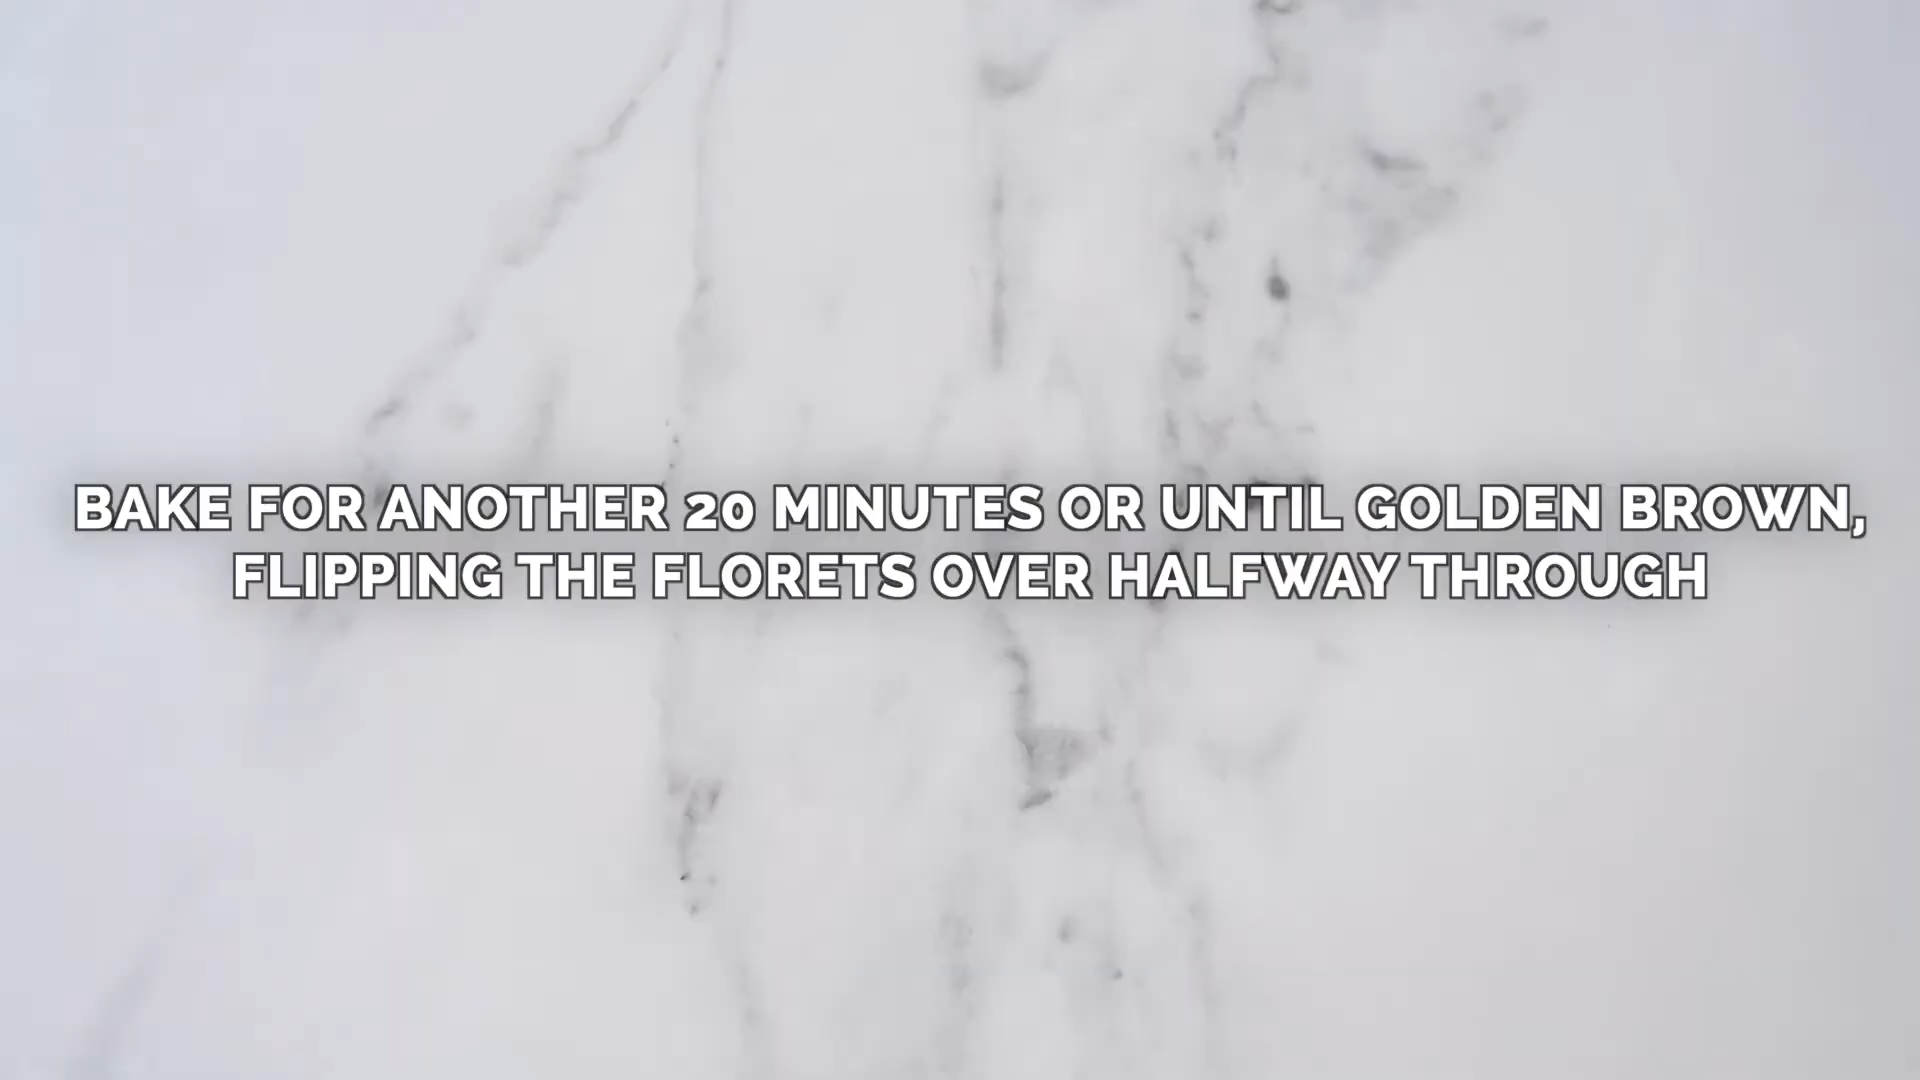 BAKE FOR ANOTHER 20 MINUTES OR UNTIL GOLDEN BROWN,
FLIPPING THE FLORETS OVER HALFWAY THROUGH